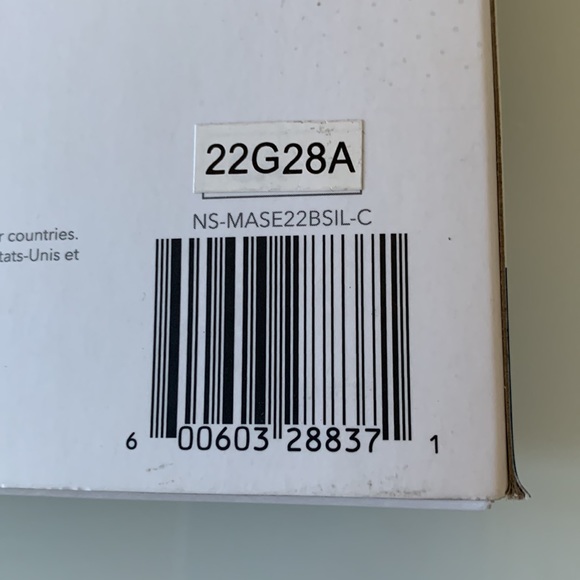 22G28A
NS-MASE22BSIL-C
r countries.
tats-Unis et
6 00603 28837 1